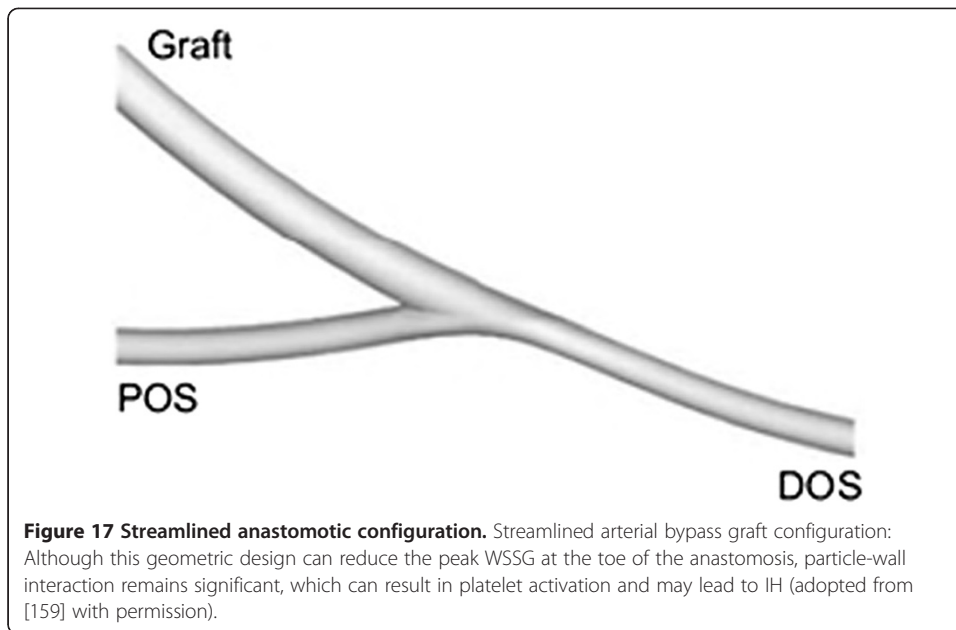 Graft
POS
DOS
Figure 17 Streamlined anastomotic configuration. Streamlined arterial bypass graft configuration:
Although this geometric design can reduce the peak WSSG at the toe of the anastomosis, particle-wall
interaction remains significant, which can result in platelet activation and may lead to IH (adopted from
[159] with permission).